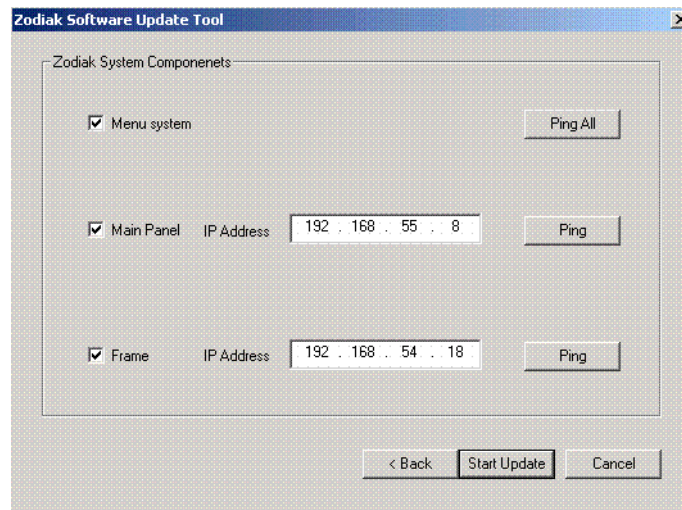 Zodiak Software Update Tool
Zodiak System Componenets
Menu system Ping All
Main Panel IP Address 192 . 168 . 55 . 8 Ping
Frame IP Address 192 . 168 . 54 . 18 Ping
< Back Start Update Cancel